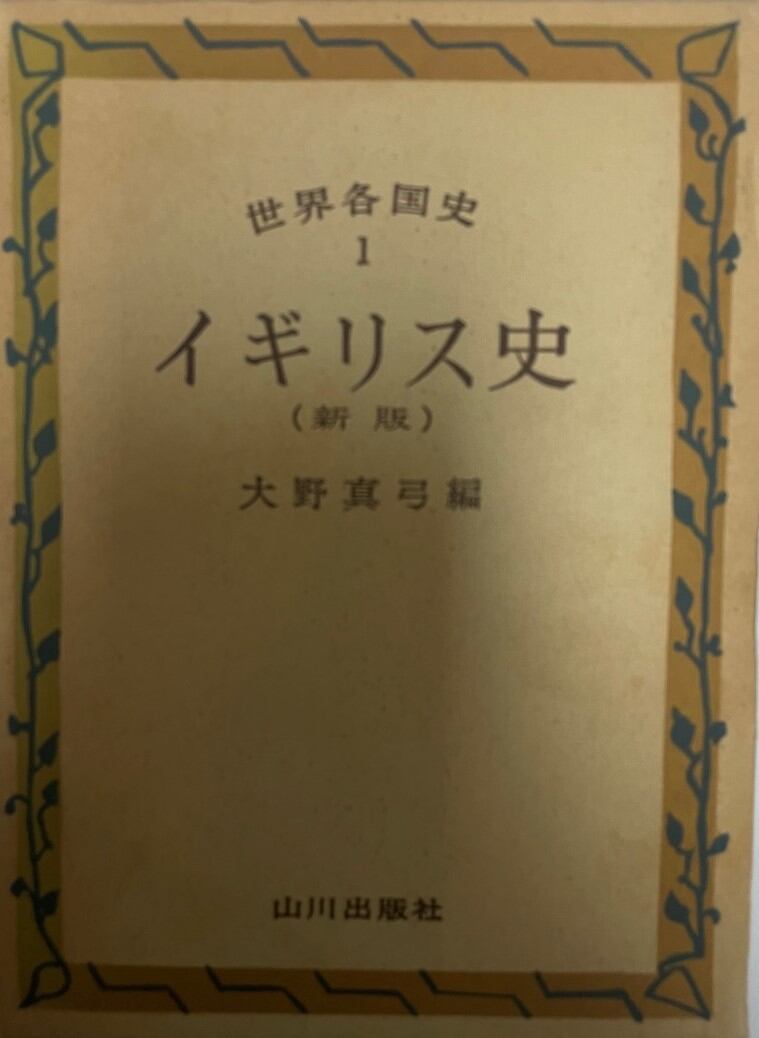 世界各国史
1
イギリス史
（新版）
大野真弓編
山川出版社